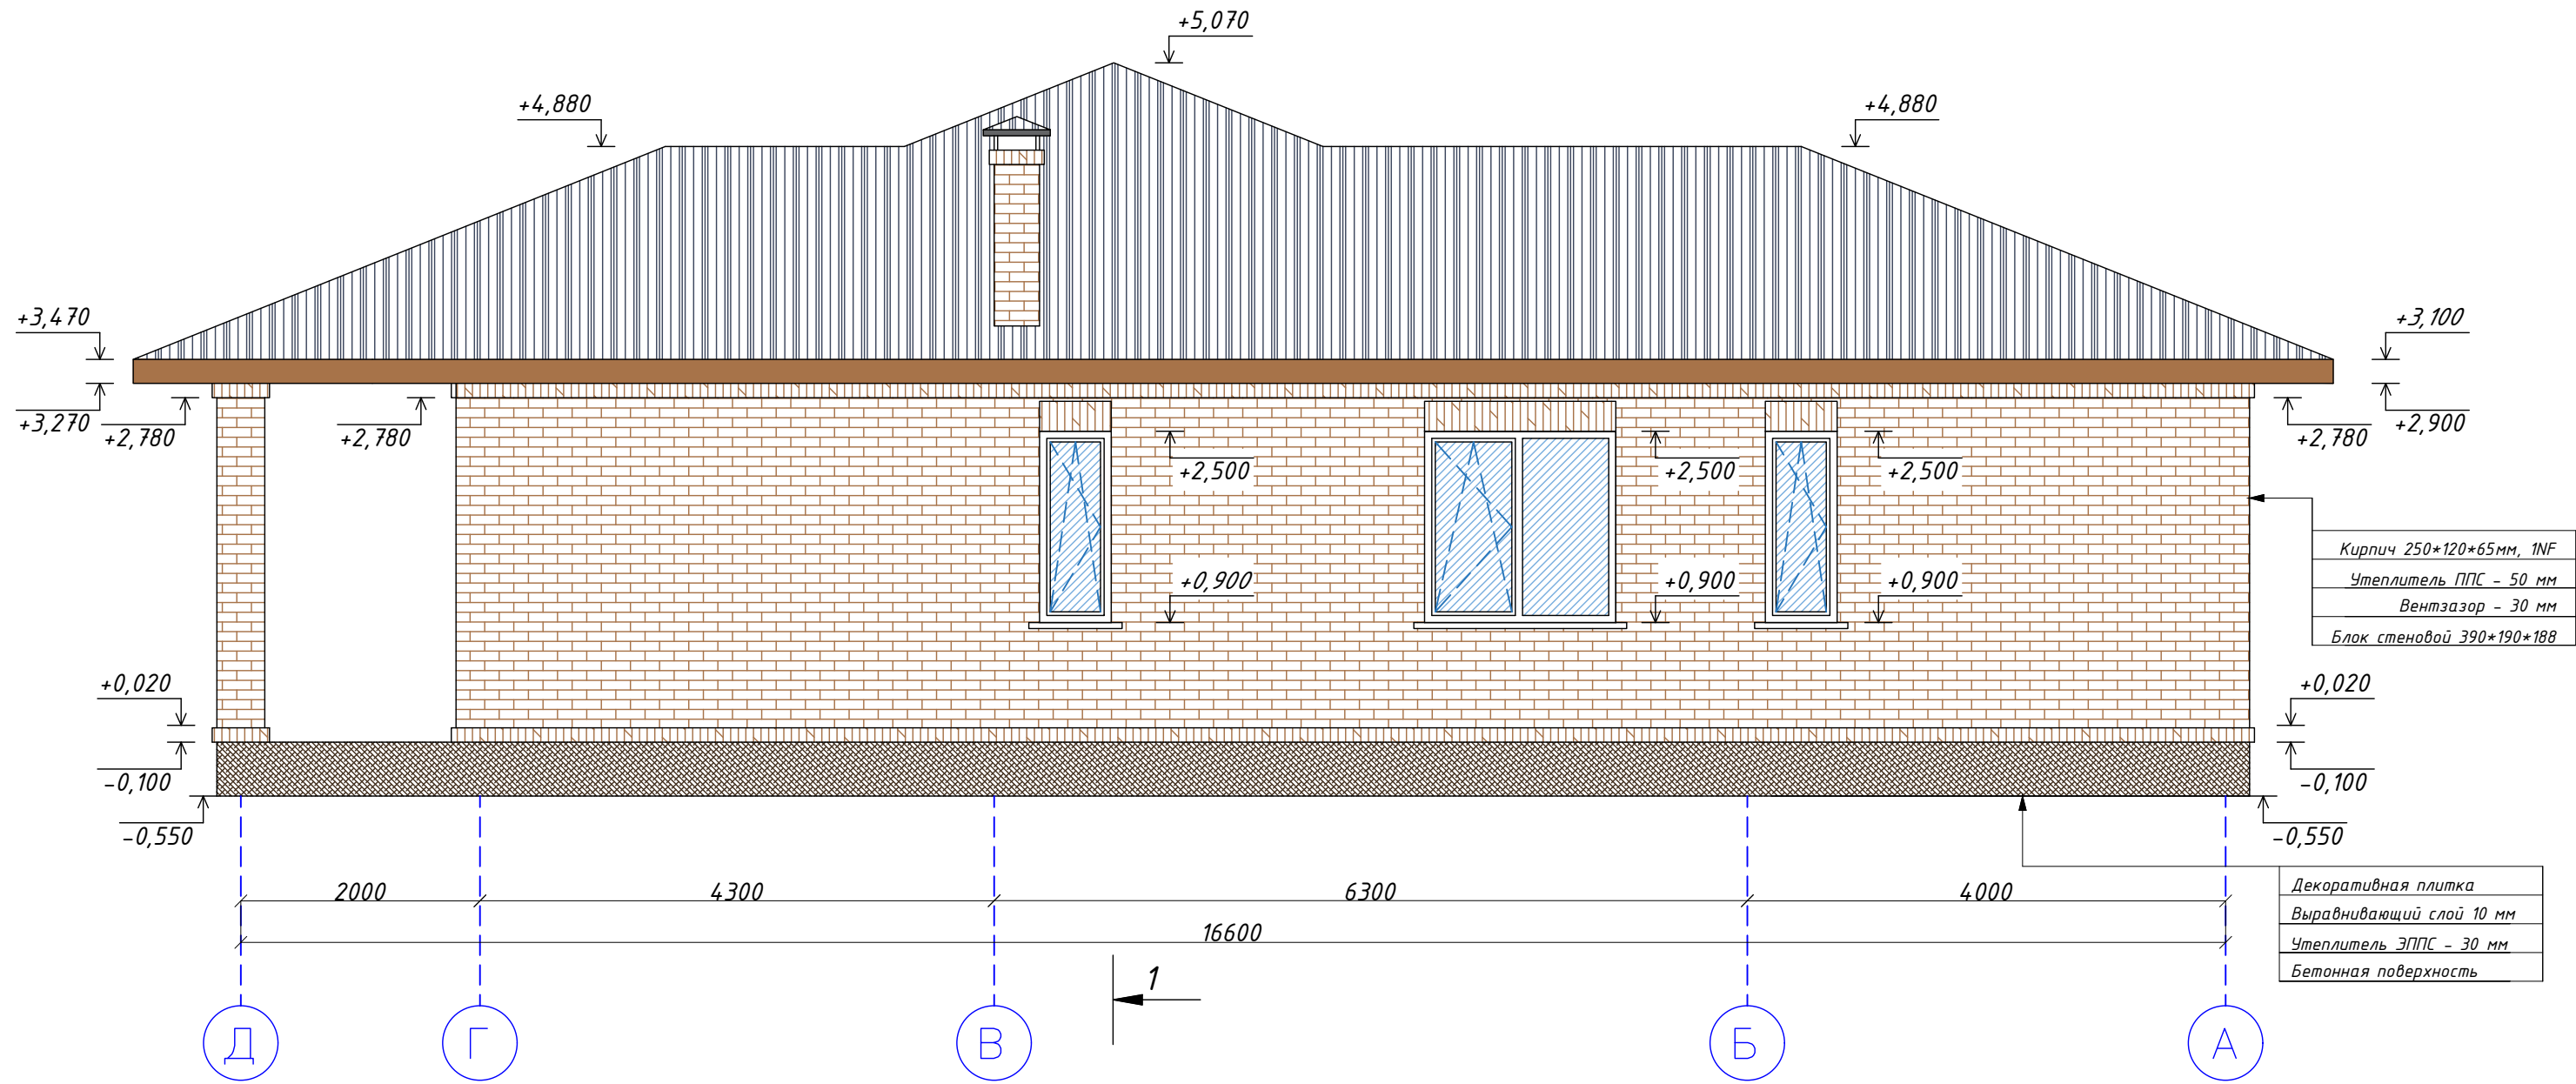 +5,070
+4,880
+4,880
+3,470
+3,100
+3,270
+2,780
+2,780
+2,780
+2,900
+2,500
+2,500
+2,500
Кирпич 250*120*65мм, 1NF
Утеплитель ППС - 50 мм
Вентзазор - 30 мм
Блок стеновой 390*190*188
+0,900
+0,900
+0,900
+0,020
+0,020
-0,100
-0,100
-0,550
-0,550
Декоративная плитка
Выравнивающий слой 10 мм
Утеплитель ЭППС - 30 мм
Бетонная поверхность
2000
4300
6300
4000
16600
1
Д
Г
В
Б
А